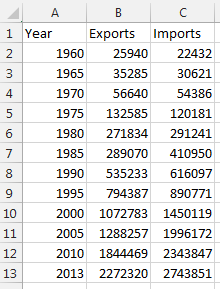 A B C
1 Year Exports Imports
2 1960 25940 22432
3 1965 35285 30621
4 1970 56640 54386
5 1975 132585 120181
6 1980 271834 291241
7 1985 289070 410950
8 1990 535233 616097
9 1995 794387 890771
10 2000 1072783 1450119
11 2005 1288257 1996172
12 2010 1844469 2343847
13 2013 2272320 2743851